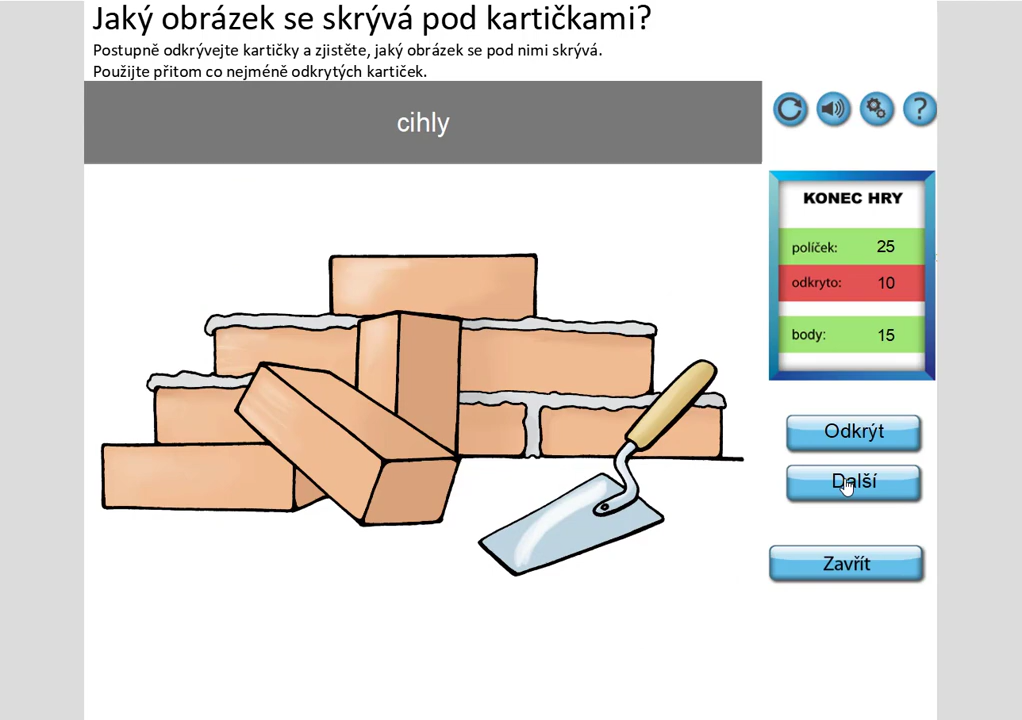 Jaký obrázek se skrývá pod kartičkami?
Postupně odkrývejte kartičky a zjistěte, jaký obrázek se pod nimi skrývá.
Použijte přitom co nejméně odkrytých kartiček.
cihly
?
KONEC HRY
políček: 25
odkryto: 10
body: 15
Odkrýt
Další
Zavřít